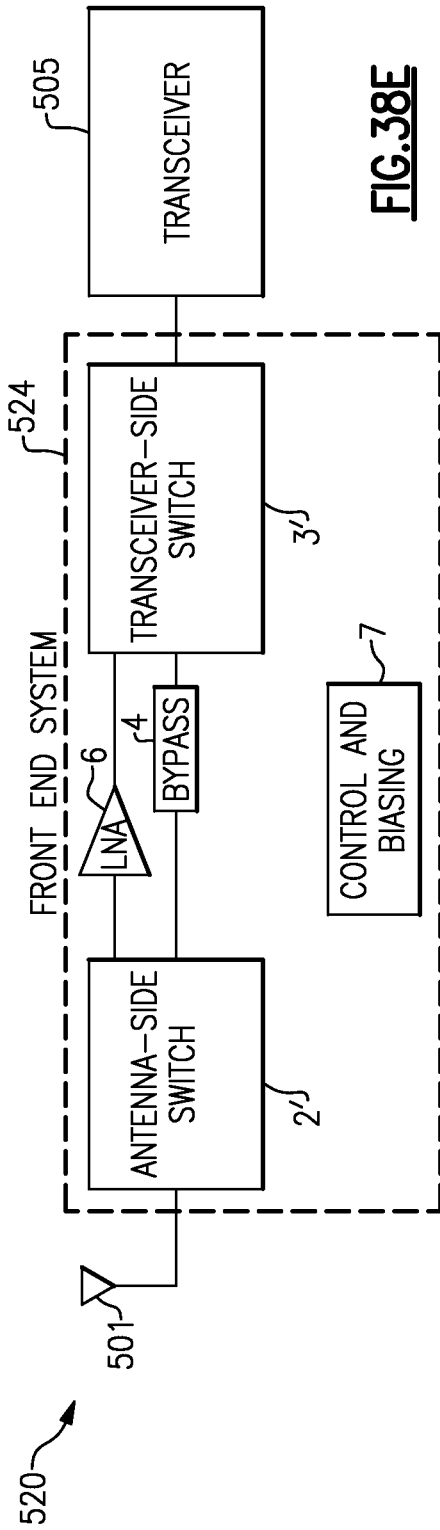 520
501
FRONT END SYSTEM
524
ANTENNA-SIDE
SWITCH
2'
LNA
6
BYPASS
4
TRANSCEIVER-SIDE
SWITCH
3'
CONTROL AND
BIASING
7
TRANSCEIVER
505
FIG.38E